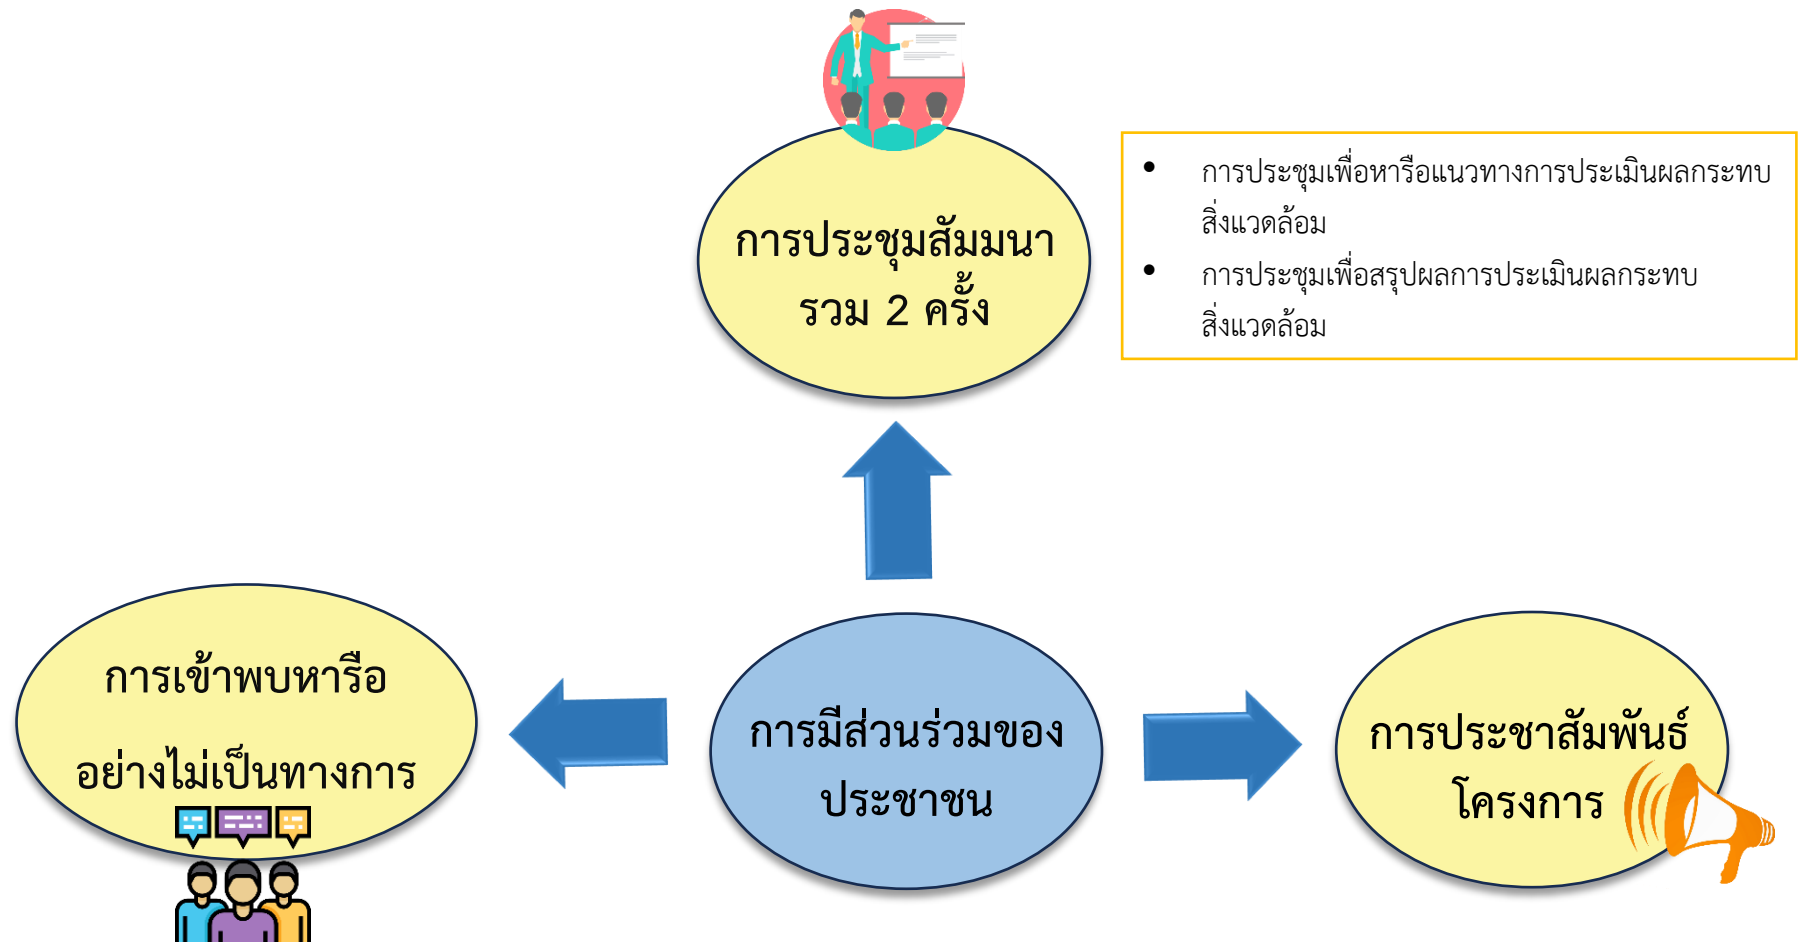 การประชุมสัมมนา
รวม 2 ครั้ง
• การประชุมเพื่อหารือแนวทางการประเมินผลกระทบ
สิ่งแวดล้อม
• การประชุมเพื่อสรุปผลการประเมินผลกระทบ
สิ่งแวดล้อม
การเข้าพบหารือ
อย่างไม่เป็นทางการ
การมีส่วนร่วมของ
ประชาชน
การประชาสัมพันธ์
โครงการ